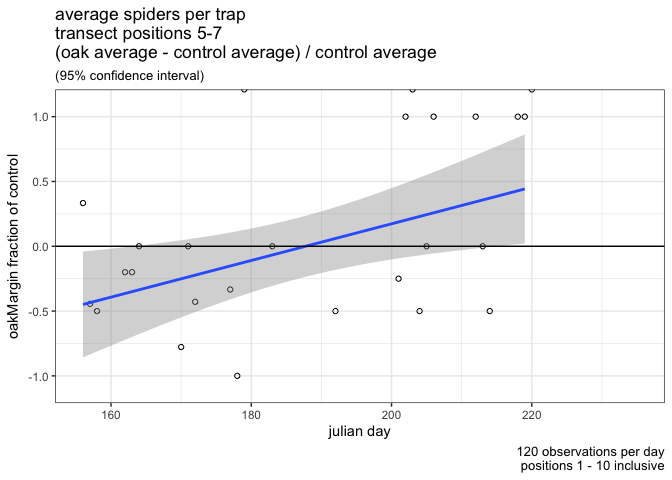 average spiders per trap
transect positions 5-7
(oak average - control average) / control average
(95% confidence interval)
oakMargin fraction of control
1.0
0.5
0.0
-0.5
-1.0
160
180
200
220
julian day
120 observations per day
positions 1 - 10 inclusive